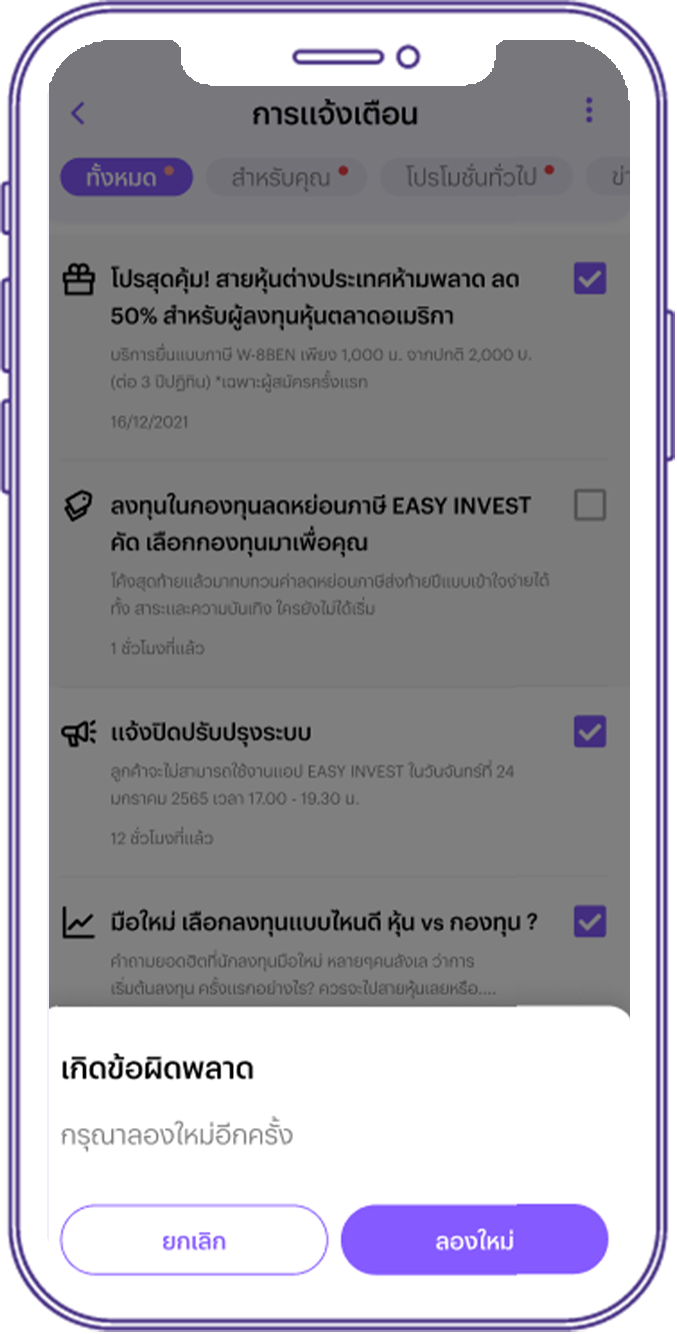 การแจ้งเตือน
ทั้งหมด สำหรับคุณ โปรโมชั่นทั่วไป ข่า
โปรสุดคุ้ม! สายหุ้นต่างประเทศห้ามพลาด ลด
50% สำหรับผู้ลงทุนหุ้นตลาดอเมริกา
บริการยื่นแบบภาษี W-8BEN เพียง 1,000 บ. จากปกติ 2,000 บ.
(ต่อ 3 ปีปฏิทิน) *เฉพาะผู้สมัครครั้งแรก
16/12/2021
ลงทุนในกองทุนลดหย่อนภาษี EASY INVEST
คัด เลือกกองทุนมาเพื่อคุณ
โค้งสุดท้ายแล้วมาทบทวนค่าลดหย่อนภาษีส่งท้ายปีแบบเข้าใจง่ายได้
ทั้ง สาระและความบันเทิง ใครยังไม่ได้เริ่ม
1 ชั่วโมงที่แล้ว
แจ้งปิดปรับปรุงระบบ
ลูกค้าจะไม่สามารถใช้งานแอป EASY INVEST ในวันจันทร์ที่ 24
มกราคม 2565 เวลา 17.00 - 19.30 น.
12 ชั่วโมงที่แล้ว
มือใหม่ เลือกลงทุนแบบไหนดี หุ้น vs กองทุน ?
คำถามยอดฮิตที่นักลงทุนมือใหม่ หลายๆคนลังเล ว่าการ
เริ่มต้นลงทุน ครั้งแรกอย่างไร? ควรจะไปสายหุ้นเลยหรือ....
เกิดข้อผิดพลาด
กรุณาลองใหม่อีกครั้ง
ยกเลิก ลองใหม่